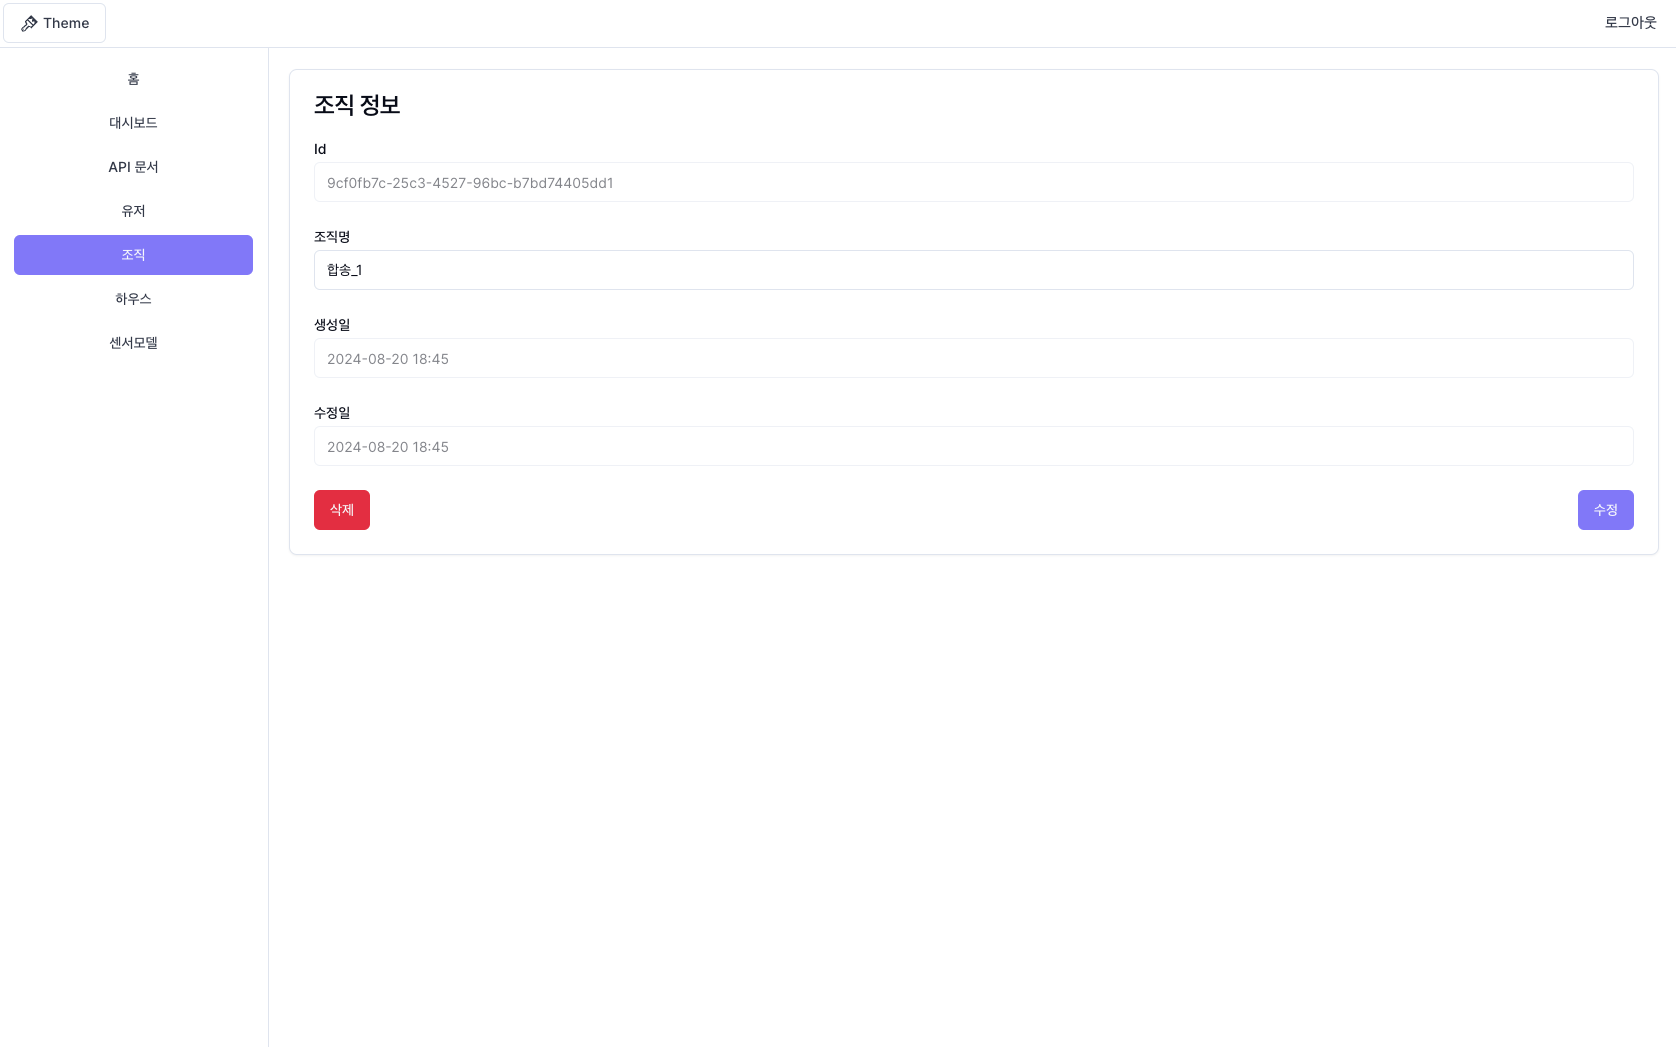 Theme
로그아웃
홈
대시보드
API 문서
유저
조직
하우스
센서모델
조직 정보
Id
9cf0fb7c-25c3-4527-96bc-b7bd74405dd1
조직명
합송_1
생성일
2024-08-20 18:45
수정일
2024-08-20 18:45
삭제
수정